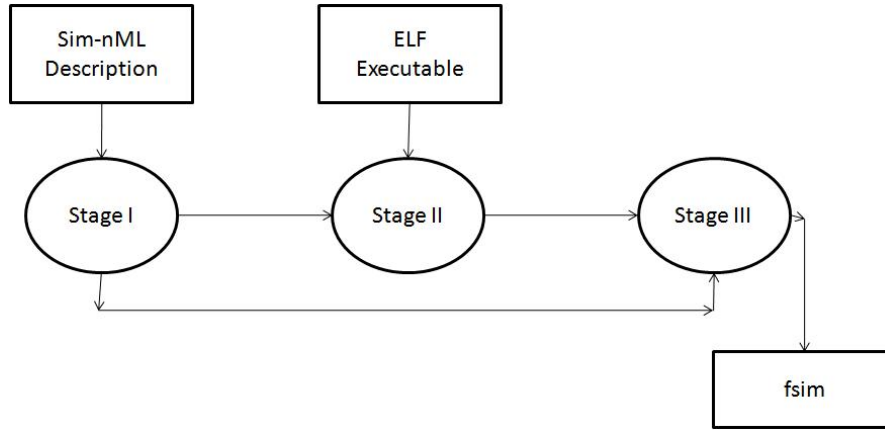 Sim-nML
Description
ELF
Executable
Stage I
Stage II
Stage III
fsim